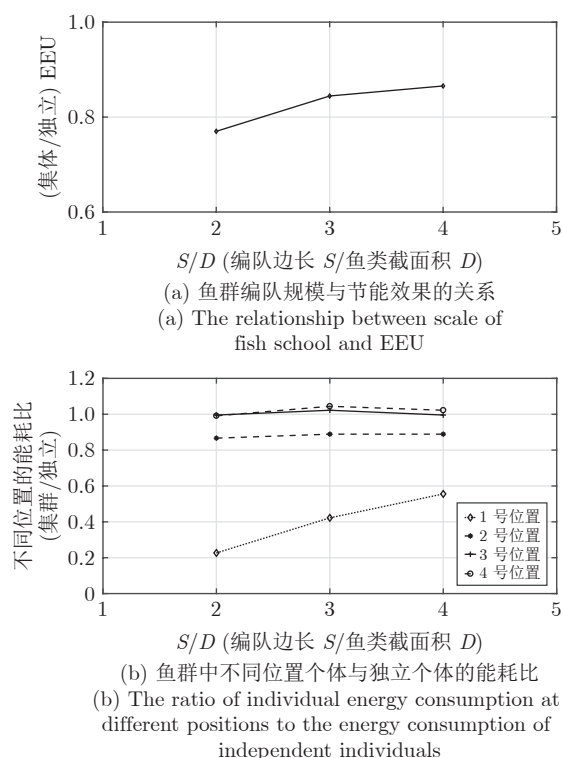 1.0
0.8
0.6
(集体/独立) EEU
1 2 3 4 5
S/D (编队边长 S/鱼类截面积 D)
(a) 鱼群编队规模与节能效果的关系
(a) The relationship between scale of
fish school and EEU
1.2
1.0
0.8
0.6
0.4
0.2
0
不同位置的能耗比
(集群/独立)
1 号位置
2 号位置
3 号位置
4 号位置
1 2 3 4 5
S/D (编队边长 S/鱼类截面积 D)
(b) 鱼群中不同位置个体与独立个体的能耗比
(b) The ratio of individual energy consumption at
different positions to the energy consumption of
independent individuals